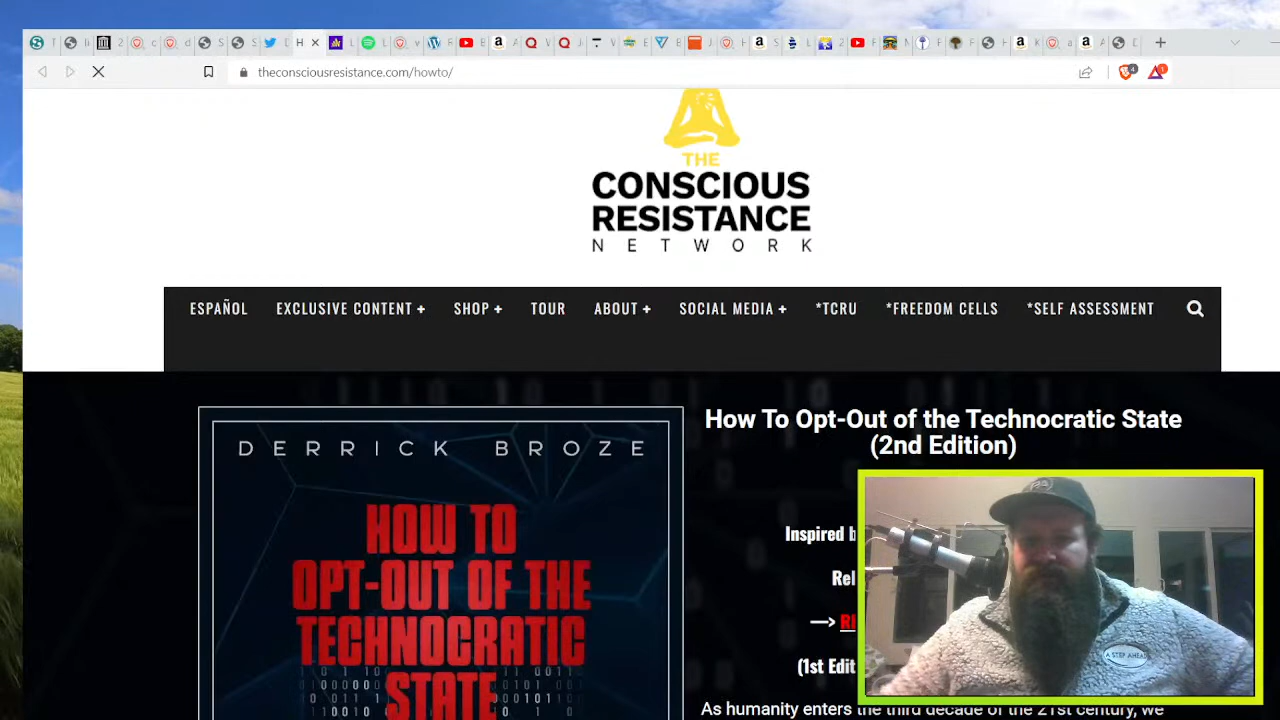 theconsciousresistance.com/howto/
THE
CONSCIOUS
RESISTANCE
NETWORK
ESPAÑOL EXCLUSIVE CONTENT + SHOP + TOUR ABOUT + SOCIAL MEDIA + *TCRU *FREEDOM CELLS *SELF ASSESSMENT
DERRICK BROZE
HOW TO
OPT-OUT OF THE
TECHNOCRATIC
STATE
How To Opt-Out of the Technocratic State
(2nd Edition)
Inspired
(1st
As humanity enters the third decade of the 21st century, we
A STEP AHEAD